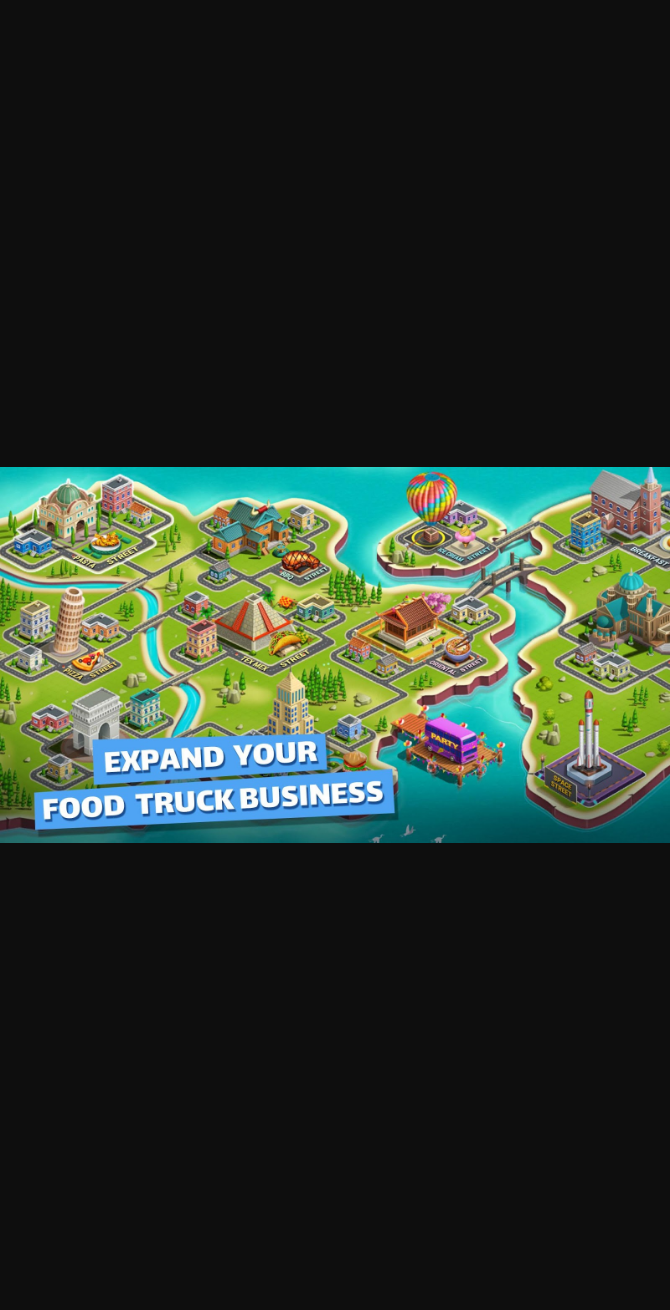 PASTA STREET
BBQ STREET
KETCHUP STREET
BREAKFAST
PIZZA STREET
TEX MEX STREET
ORIENTAL STREET
PARTY
SPACE
STREET
EXPAND YOUR
FOOD TRUCK BUSINESS